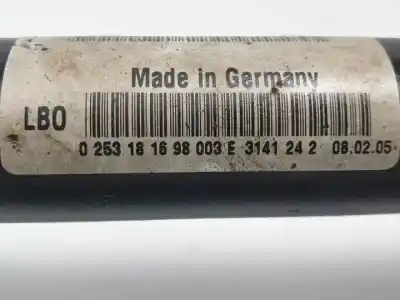 Made in Germany
LBO
0 253 18 16 98 003 E 3141 24 2 08.02.05